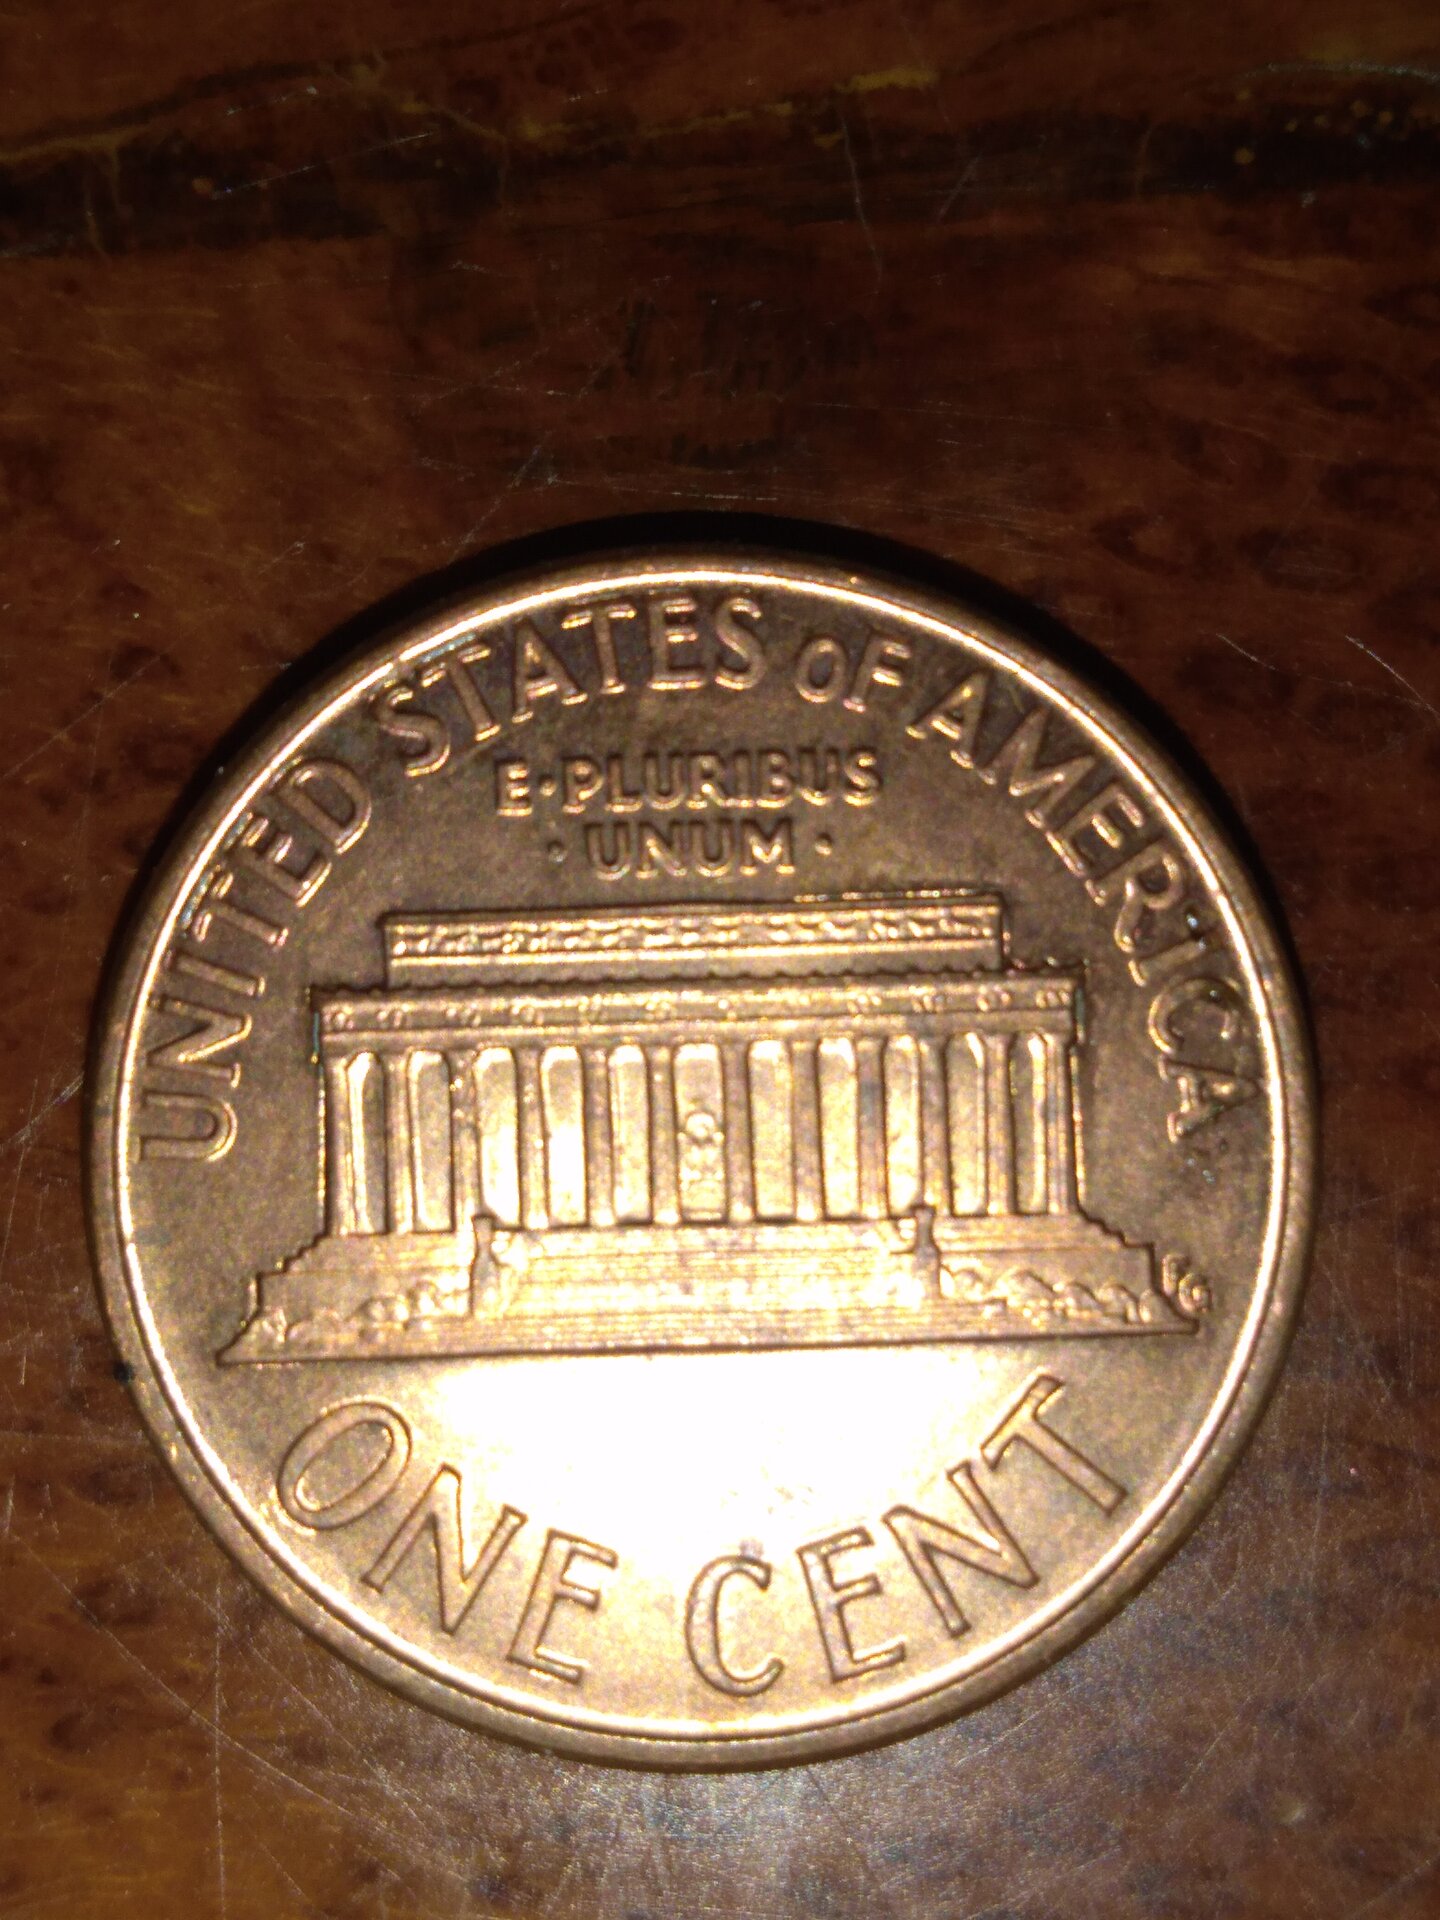 UNITED STATES OF AMERICA
E·PLURIBUS
·UNUM·
ONE CENT